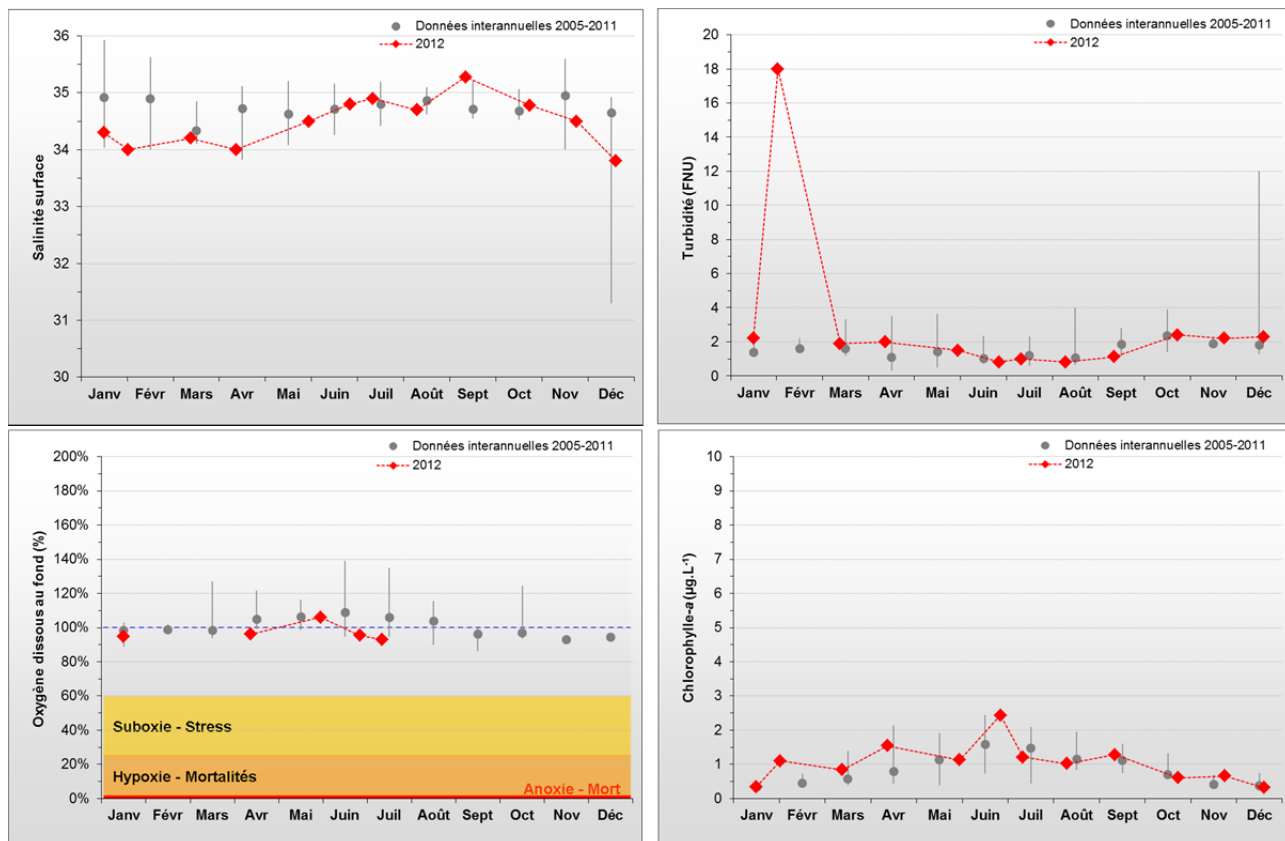 Données interannuelles 2005-2011
2012
Salinité surface
36
35
34
33
32
31
30
Janv Févr Mars Avr Mai Juin Juil Août Sept Oct Nov Déc
Données interannuelles 2005-2011
2012
Turbidité (FNU)
20
18
16
14
12
10
8
6
4
2
0
Janv Févr Mars Avr Mai Juin Juil Août Sept Oct Nov Déc
Données interannuelles 2005-2011
2012
Oxygène dissous au fond (%)
200%
180%
160%
140%
120%
100%
80%
60%
40%
20%
0%
Suboxie - Stress
Hypoxie - Mortalités
Anoxie - Mort
Janv Févr Mars Avr Mai Juin Juil Août Sept Oct Nov Déc
Données interannuelles 2005-2011
2012
Chlorophylle-a (µg.L⁻¹)
10
9
8
7
6
5
4
3
2
1
0
Janv Févr Mars Avr Mai Juin Juil Août Sept Oct Nov Déc